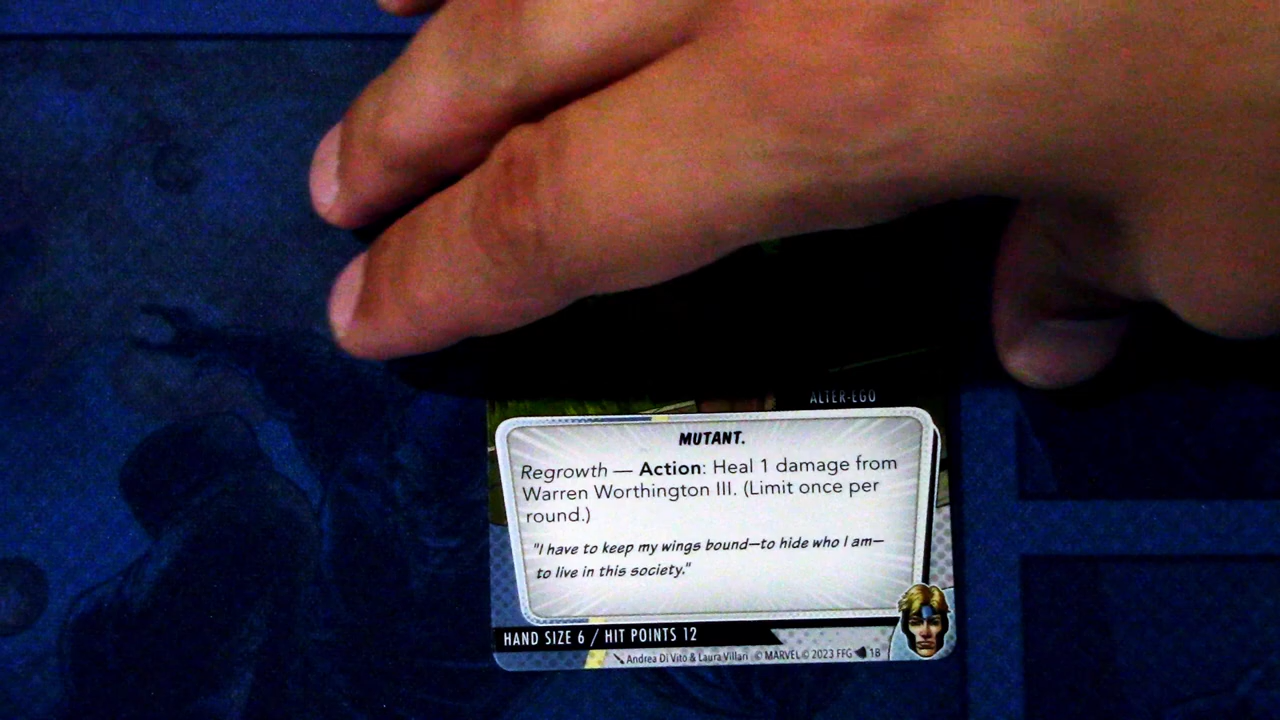 ALTER-EGO
MUTANT.
Regrowth — Action: Heal 1 damage from
Warren Worthington III. (Limit once per
round.)
"I have to keep my wings bound—to hide who I am—
to live in this society."
HAND SIZE 6 / HIT POINTS 12
Andrea Di Vito & Laura Villari © MARVEL © 2023 FFG 1B